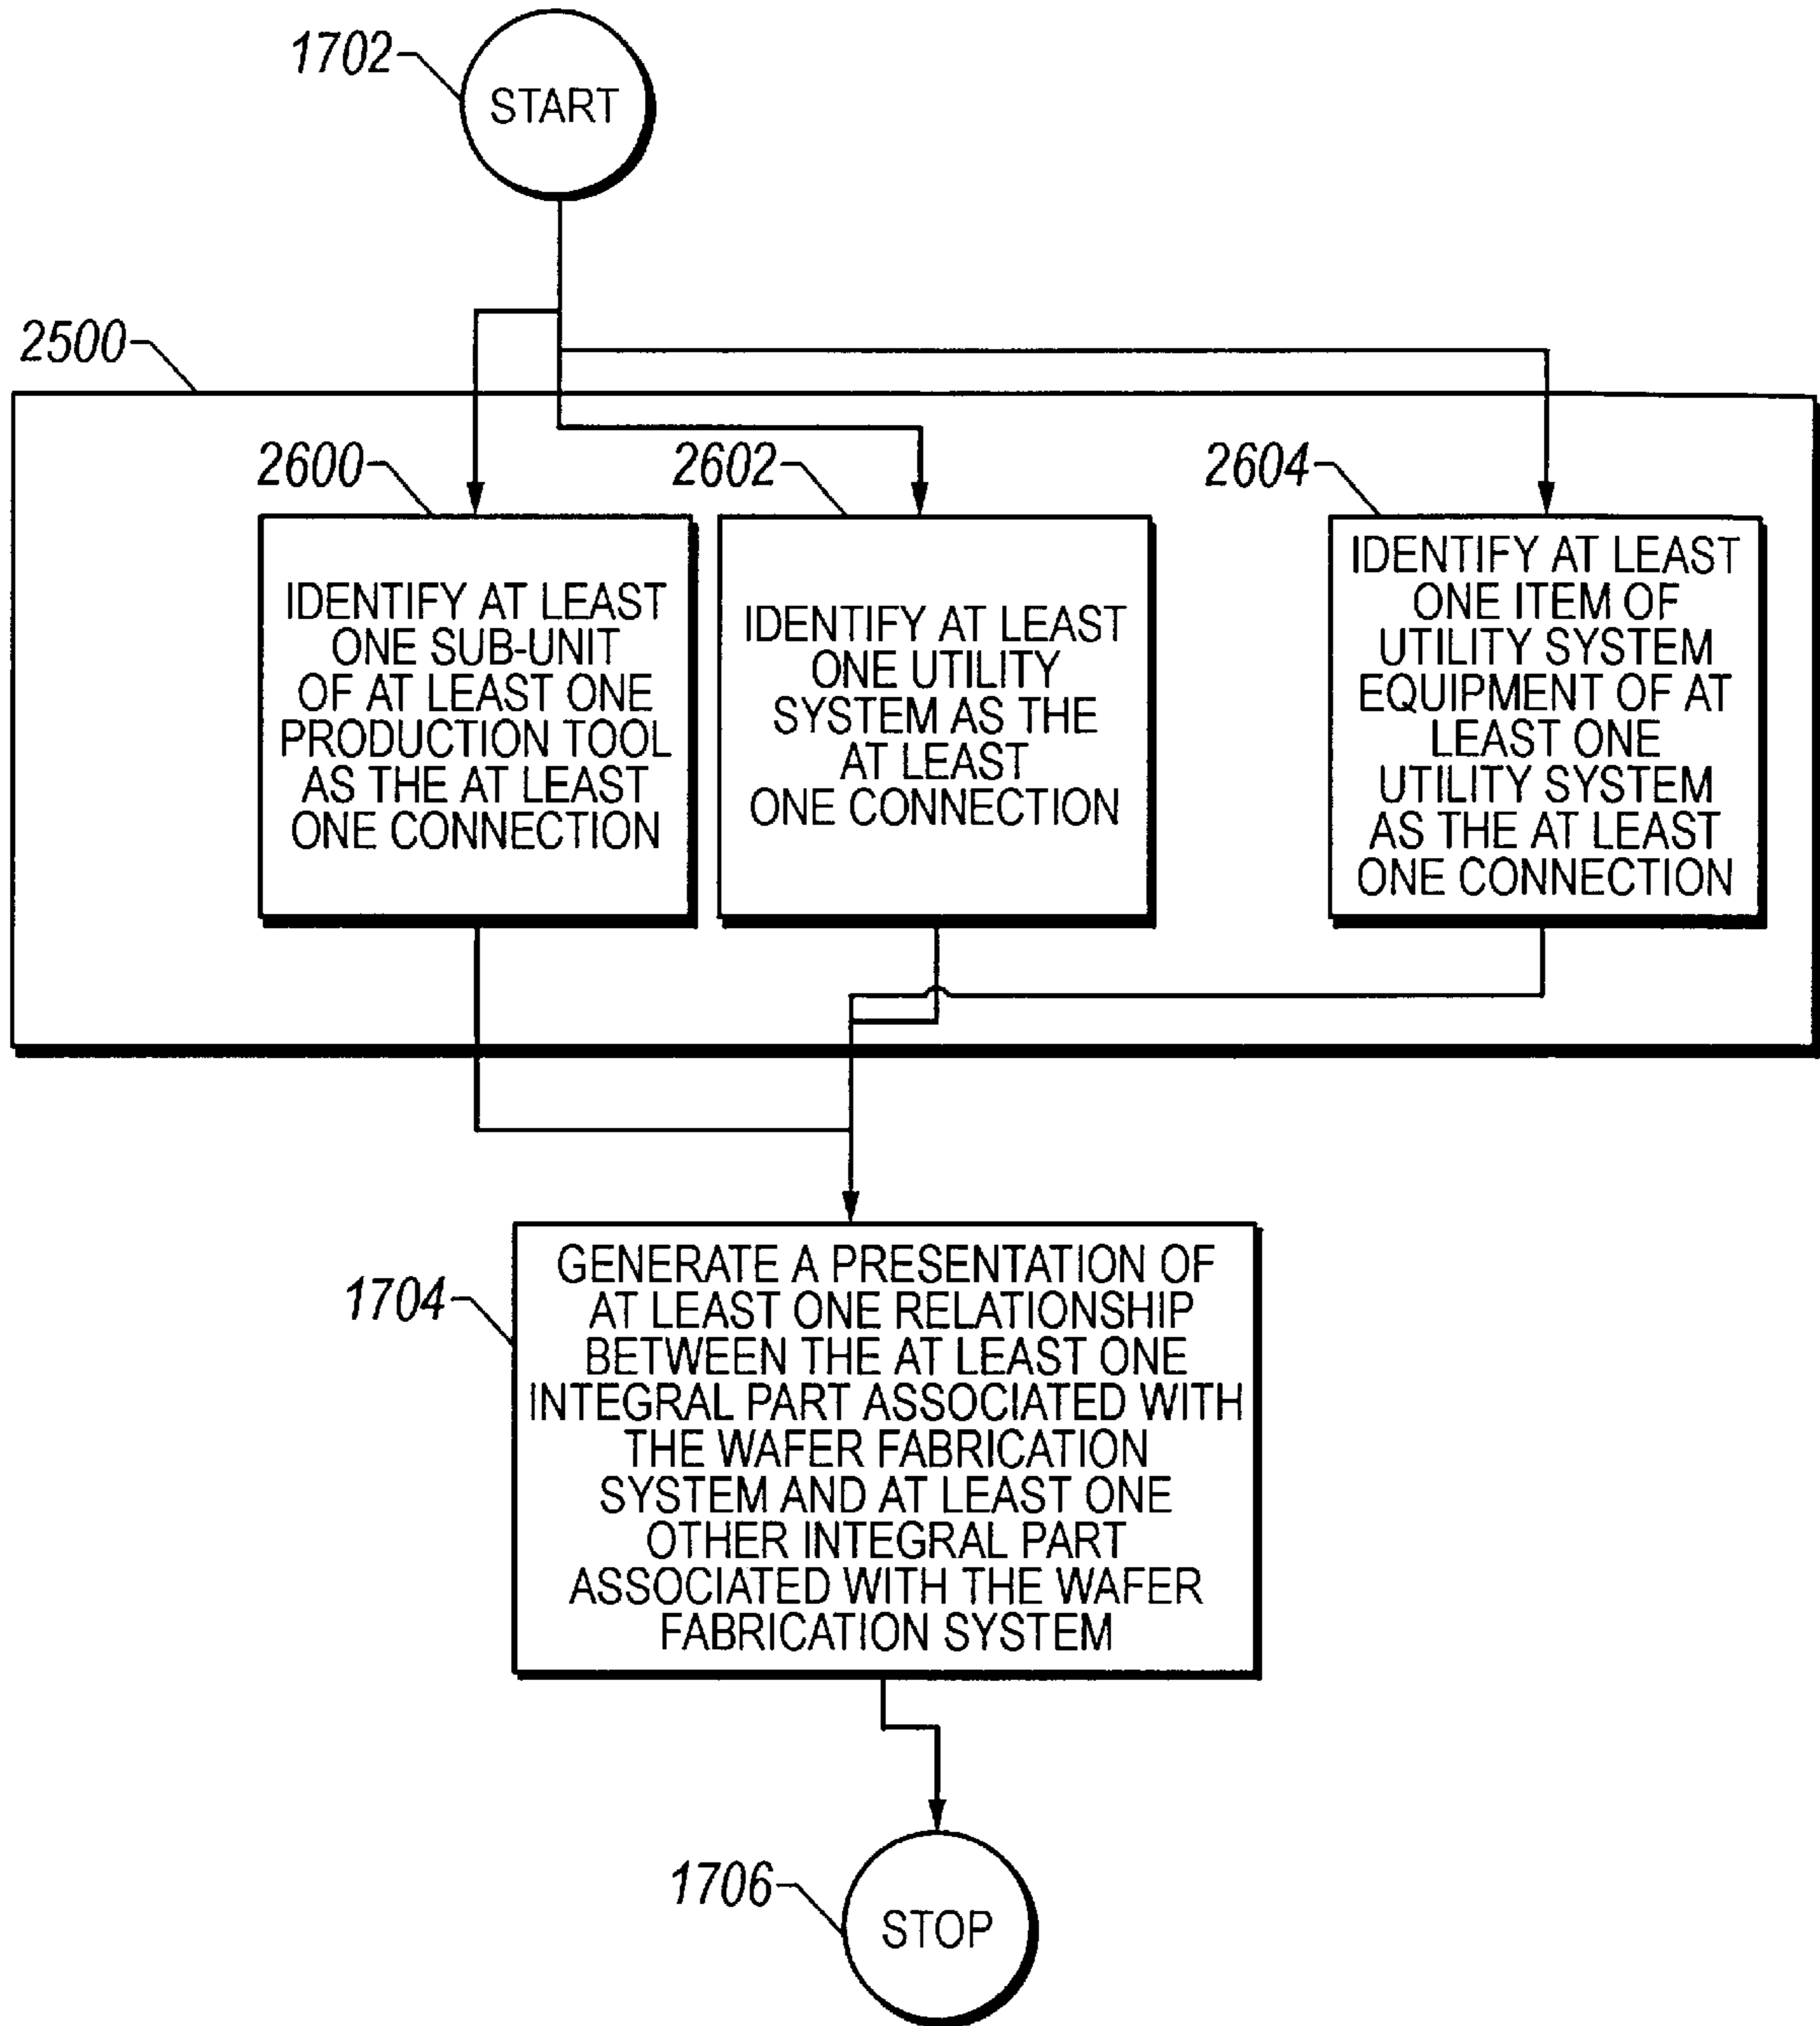 1702
START
2500
2600
2602
2604
IDENTIFY AT LEAST
ONE SUB-UNIT
OF AT LEAST ONE
PRODUCTION TOOL
AS THE AT LEAST
ONE CONNECTION
IDENTIFY AT LEAST
ONE UTILITY
SYSTEM AS THE
AT LEAST
ONE CONNECTION
IDENTIFY AT LEAST
ONE ITEM OF
UTILITY SYSTEM
EQUIPMENT OF AT
LEAST ONE
UTILITY SYSTEM
AS THE AT LEAST
ONE CONNECTION
1704
GENERATE A PRESENTATION OF
AT LEAST ONE RELATIONSHIP
BETWEEN THE AT LEAST ONE
INTEGRAL PART ASSOCIATED WITH
THE WAFER FABRICATION
SYSTEM AND AT LEAST ONE
OTHER INTEGRAL PART
ASSOCIATED WITH THE WAFER
FABRICATION SYSTEM
1706
STOP